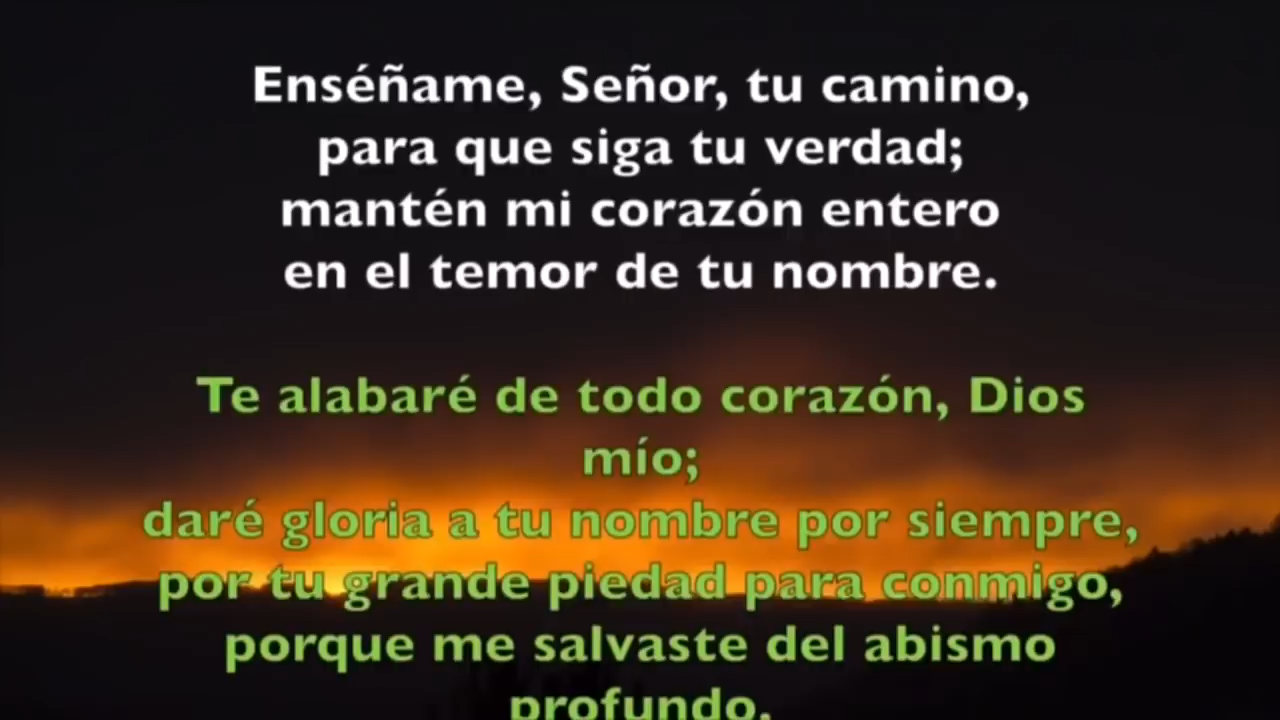 Enséñame, Señor, tu camino,
para que siga tu verdad;
mantén mi corazón entero
en el temor de tu nombre.
Te alabaré de todo corazón, Dios
mío;
daré gloria a tu nombre por siempre,
por tu grande piedad para conmigo,
porque me salvaste del abismo
profundo.